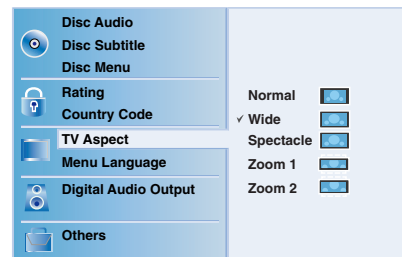 Disc Audio
Disc Subtitle
Disc Menu
Rating
Country Code
TV Aspect
Menu Language
Digital Audio Output
Others
Normal
✓ Wide
Spectacle
Zoom 1
Zoom 2